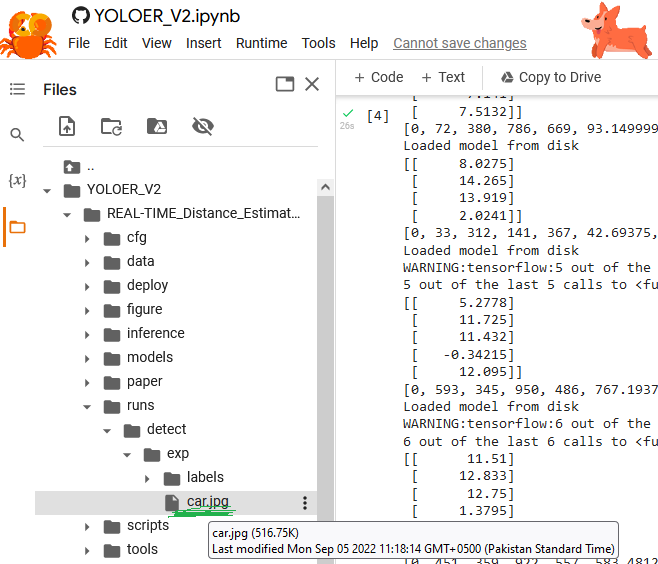 YOLOER_V2.ipynb
File Edit View Insert Runtime Tools Help Cannot save changes
Files
+ Code + Text Copy to Drive
..
YOLOER_V2
REAL-TIME_Distance_Estimat...
cfg
data
deploy
figure
inference
models
paper
runs
detect
exp
labels
car.jpg
scripts
tools
{x}
car.jpg (516.75K)
Last modified Mon Sep 05 2022 11:18:14 GMT+0500 (Pakistan Standard Time)
[4]
26s
[ 7.5132]]
[0, 72, 380, 786, 669, 93.149999
Loaded model from disk
[[ 8.0275]
[ 14.265]
[ 13.919]
[ 2.0241]]
[0, 33, 312, 141, 367, 42.69375,
Loaded model from disk
WARNING:tensorflow:5 out of the
5 out of the last 5 calls to <fu
[[ 5.2778]
[ 11.725]
[ 11.432]
[ -0.34215]
[ 12.095]]
[0, 593, 345, 950, 486, 767.1937
Loaded model from disk
WARNING:tensorflow:6 out of the
6 out of the last 6 calls to <fu
[[ 11.51]
[ 12.833]
[ 12.75]
[ 1.3795]